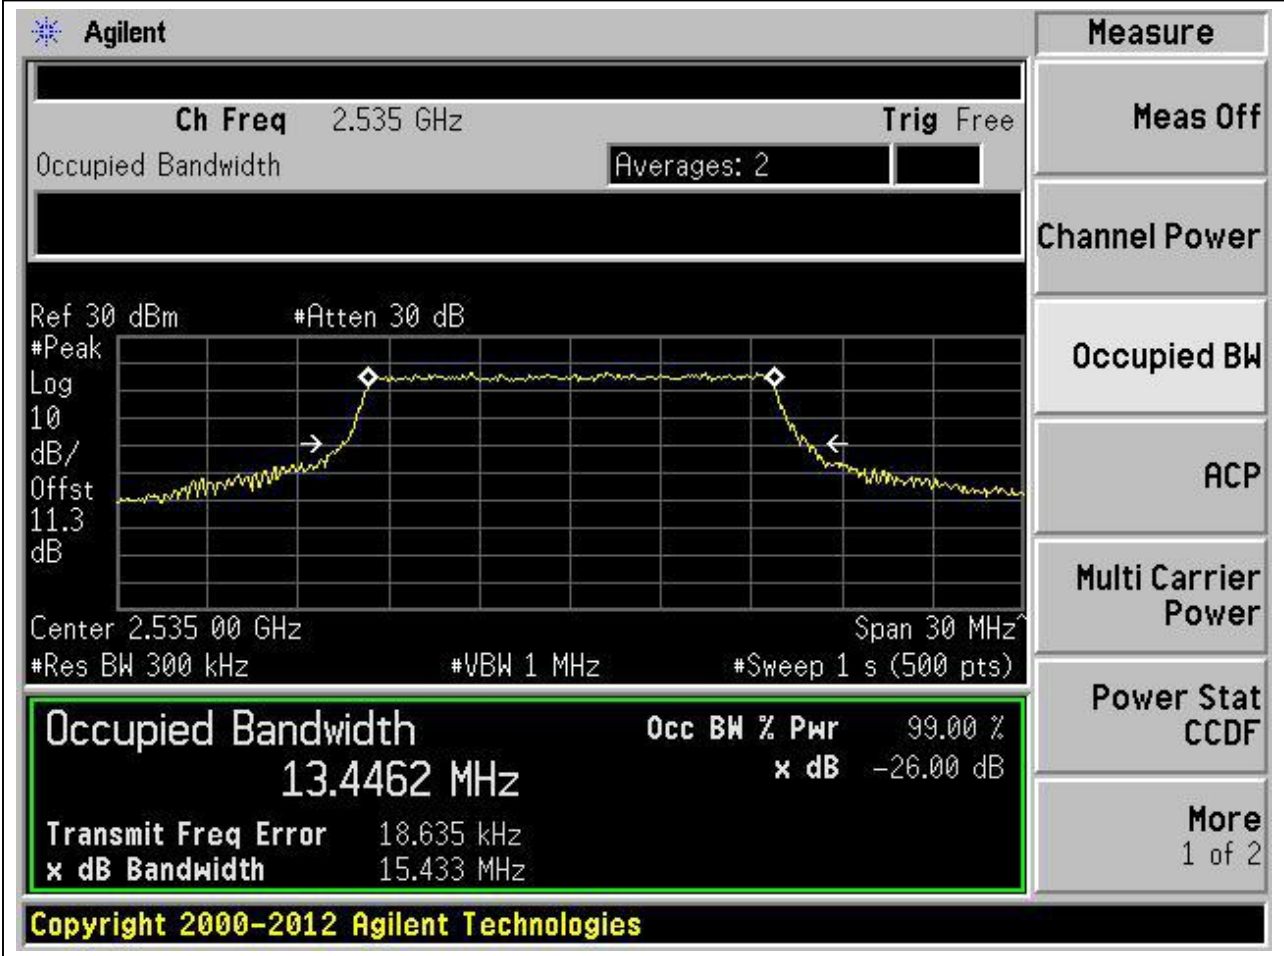 Agilent
Measure
Ch Freq 2.535 GHz Trig Free
Occupied Bandwidth Averages: 2
Meas Off
Channel Power
Occupied BW
ACP
Multi Carrier
Power
Power Stat
CCDF
More
1 of 2
Ref 30 dBm #Atten 30 dB
#Peak
Log
10
dB/
Offst
11.3
dB
Center 2.535 00 GHz Span 30 MHz^
#Res BW 300 kHz #VBW 1 MHz #Sweep 1 s (500 pts)
Occupied Bandwidth Occ BW % Pwr 99.00 %
13.4462 MHz x dB -26.00 dB
Transmit Freq Error 18.635 kHz
x dB Bandwidth 15.433 MHz
Copyright 2000-2012 Agilent Technologies